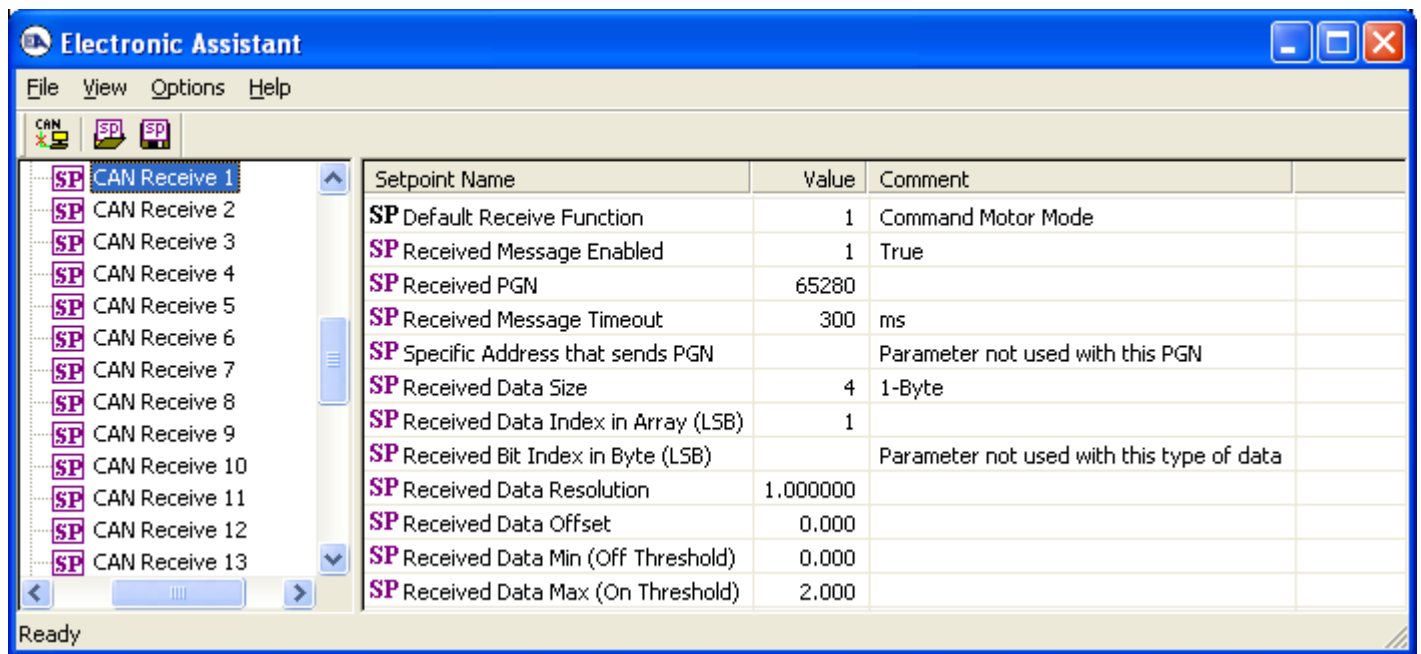 Electronic Assistant
File View Options Help
CAN SP SP
SP CAN Receive 1
SP CAN Receive 2
SP CAN Receive 3
SP CAN Receive 4
SP CAN Receive 5
SP CAN Receive 6
SP CAN Receive 7
SP CAN Receive 8
SP CAN Receive 9
SP CAN Receive 10
SP CAN Receive 11
SP CAN Receive 12
SP CAN Receive 13
Setpoint Name Value Comment
SP Default Receive Function 1 Command Motor Mode
SP Received Message Enabled 1 True
SP Received PGN 65280
SP Received Message Timeout 300 ms
SP Specific Address that sends PGN Parameter not used with this PGN
SP Received Data Size 4 1-Byte
SP Received Data Index in Array (LSB) 1
SP Received Bit Index in Byte (LSB) Parameter not used with this type of data
SP Received Data Resolution 1.000000
SP Received Data Offset 0.000
SP Received Data Min (Off Threshold) 0.000
SP Received Data Max (On Threshold) 2.000
Ready